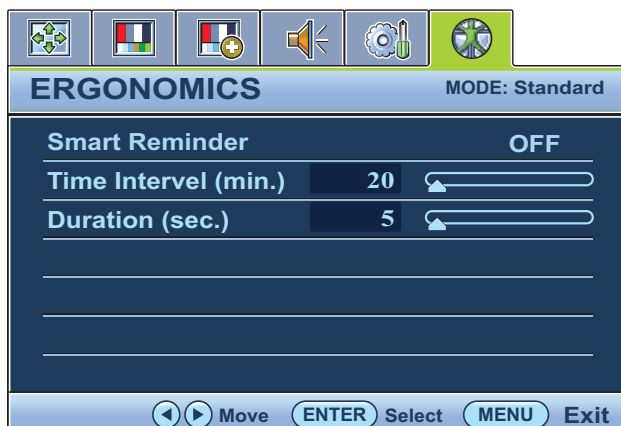 ERGONOMICS MODE: Standard
Smart Reminder OFF
Time Intervel (min.) 20
Duration (sec.) 5
Move ENTER Select MENU Exit